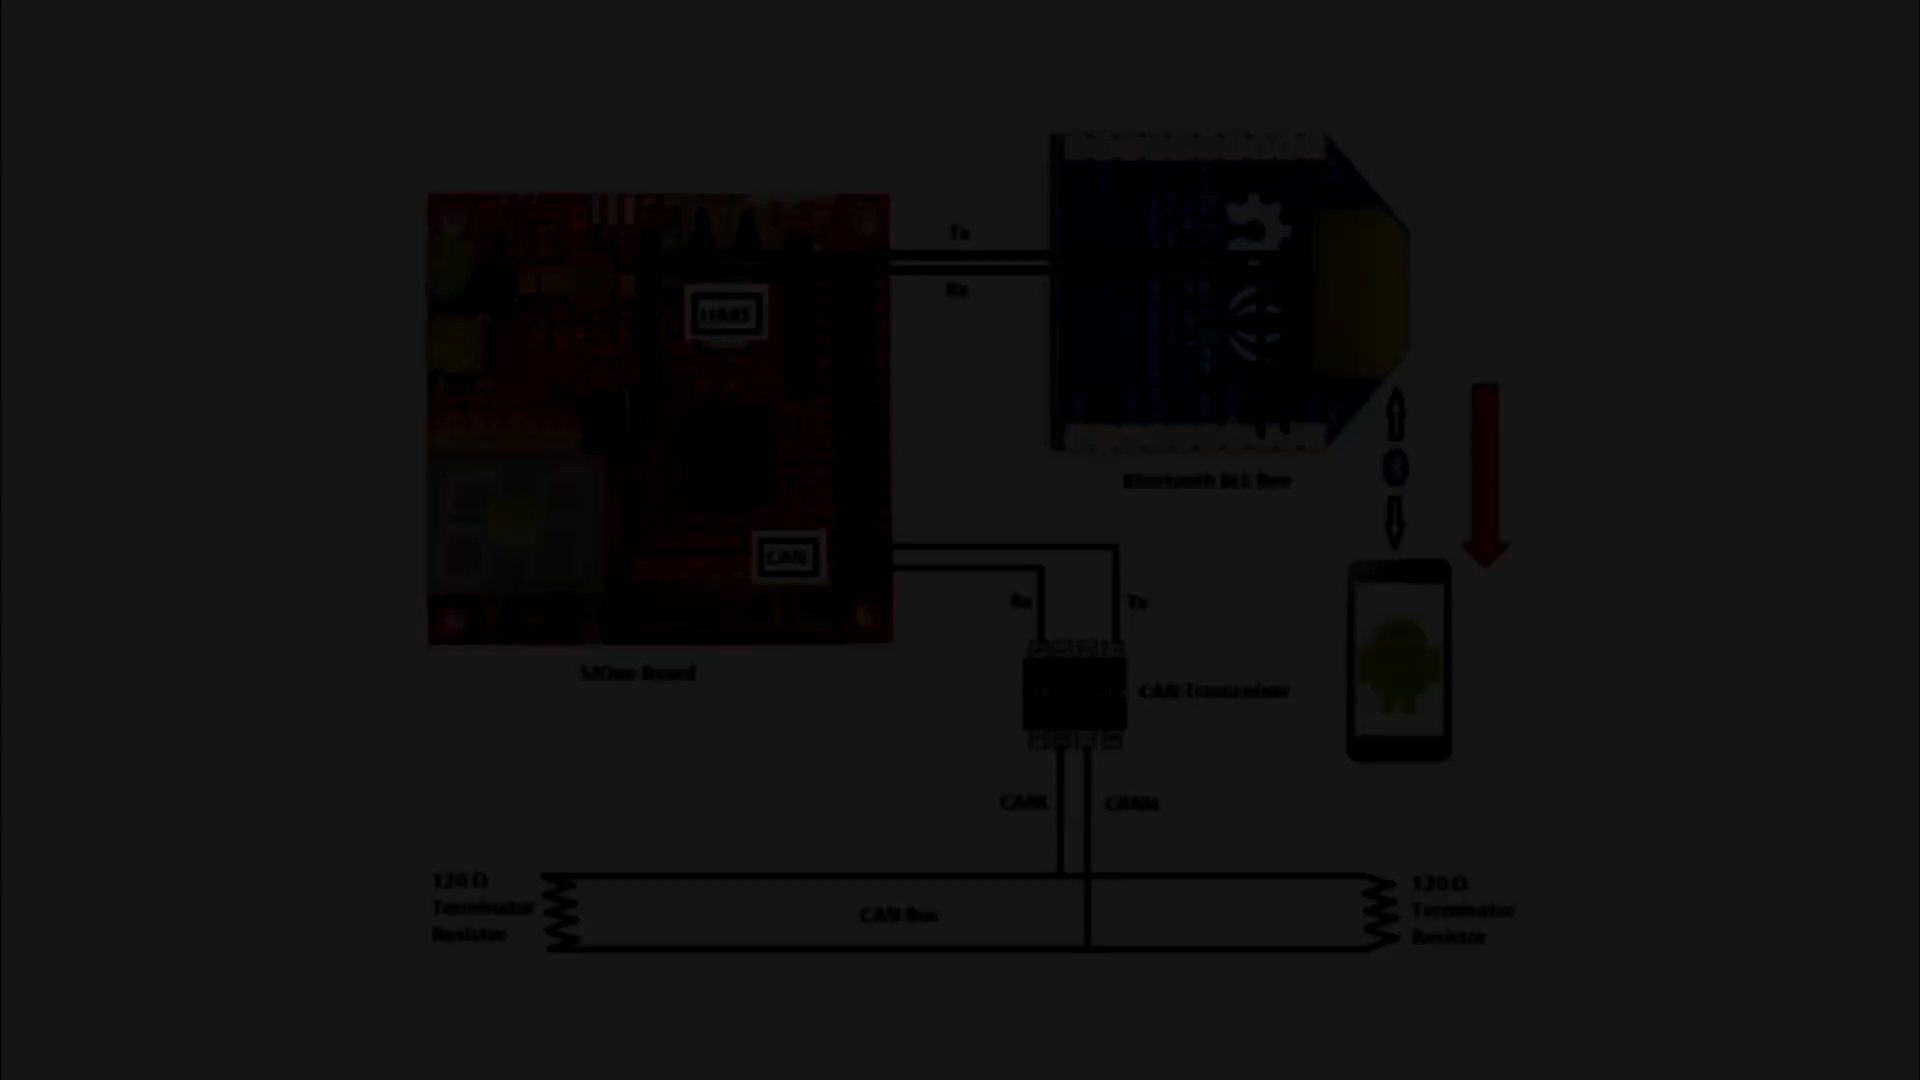 Tx
Rx
UART
Bluetooth BLE Bee
CAN
Rx
Tx
SJOne Board
CAN Transceiver
CANL
CANH
120 Ω
Terminator
Resistor
CAN Bus
120 Ω
Terminator
Resistor